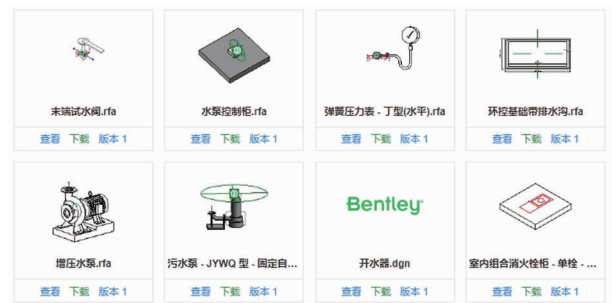 末端试水阀.rfa
水泵控制柜.rfa
弹簧压力表 - 丁型(水平).rfa
环控基础带排水沟.rfa
查看 下载 版本 1
查看 下载 版本 1
查看 下载 版本 1
查看 下载 版本 1
Bentley
增压水泵.rfa
污水泵 - JYWQ 型 - 固定自...
开水器.dgn
室内组合消火栓柜 - 单栓 - ...
查看 下载 版本 1
查看 下载 版本 1
查看 下载 版本 1
查看 下载 版本 1